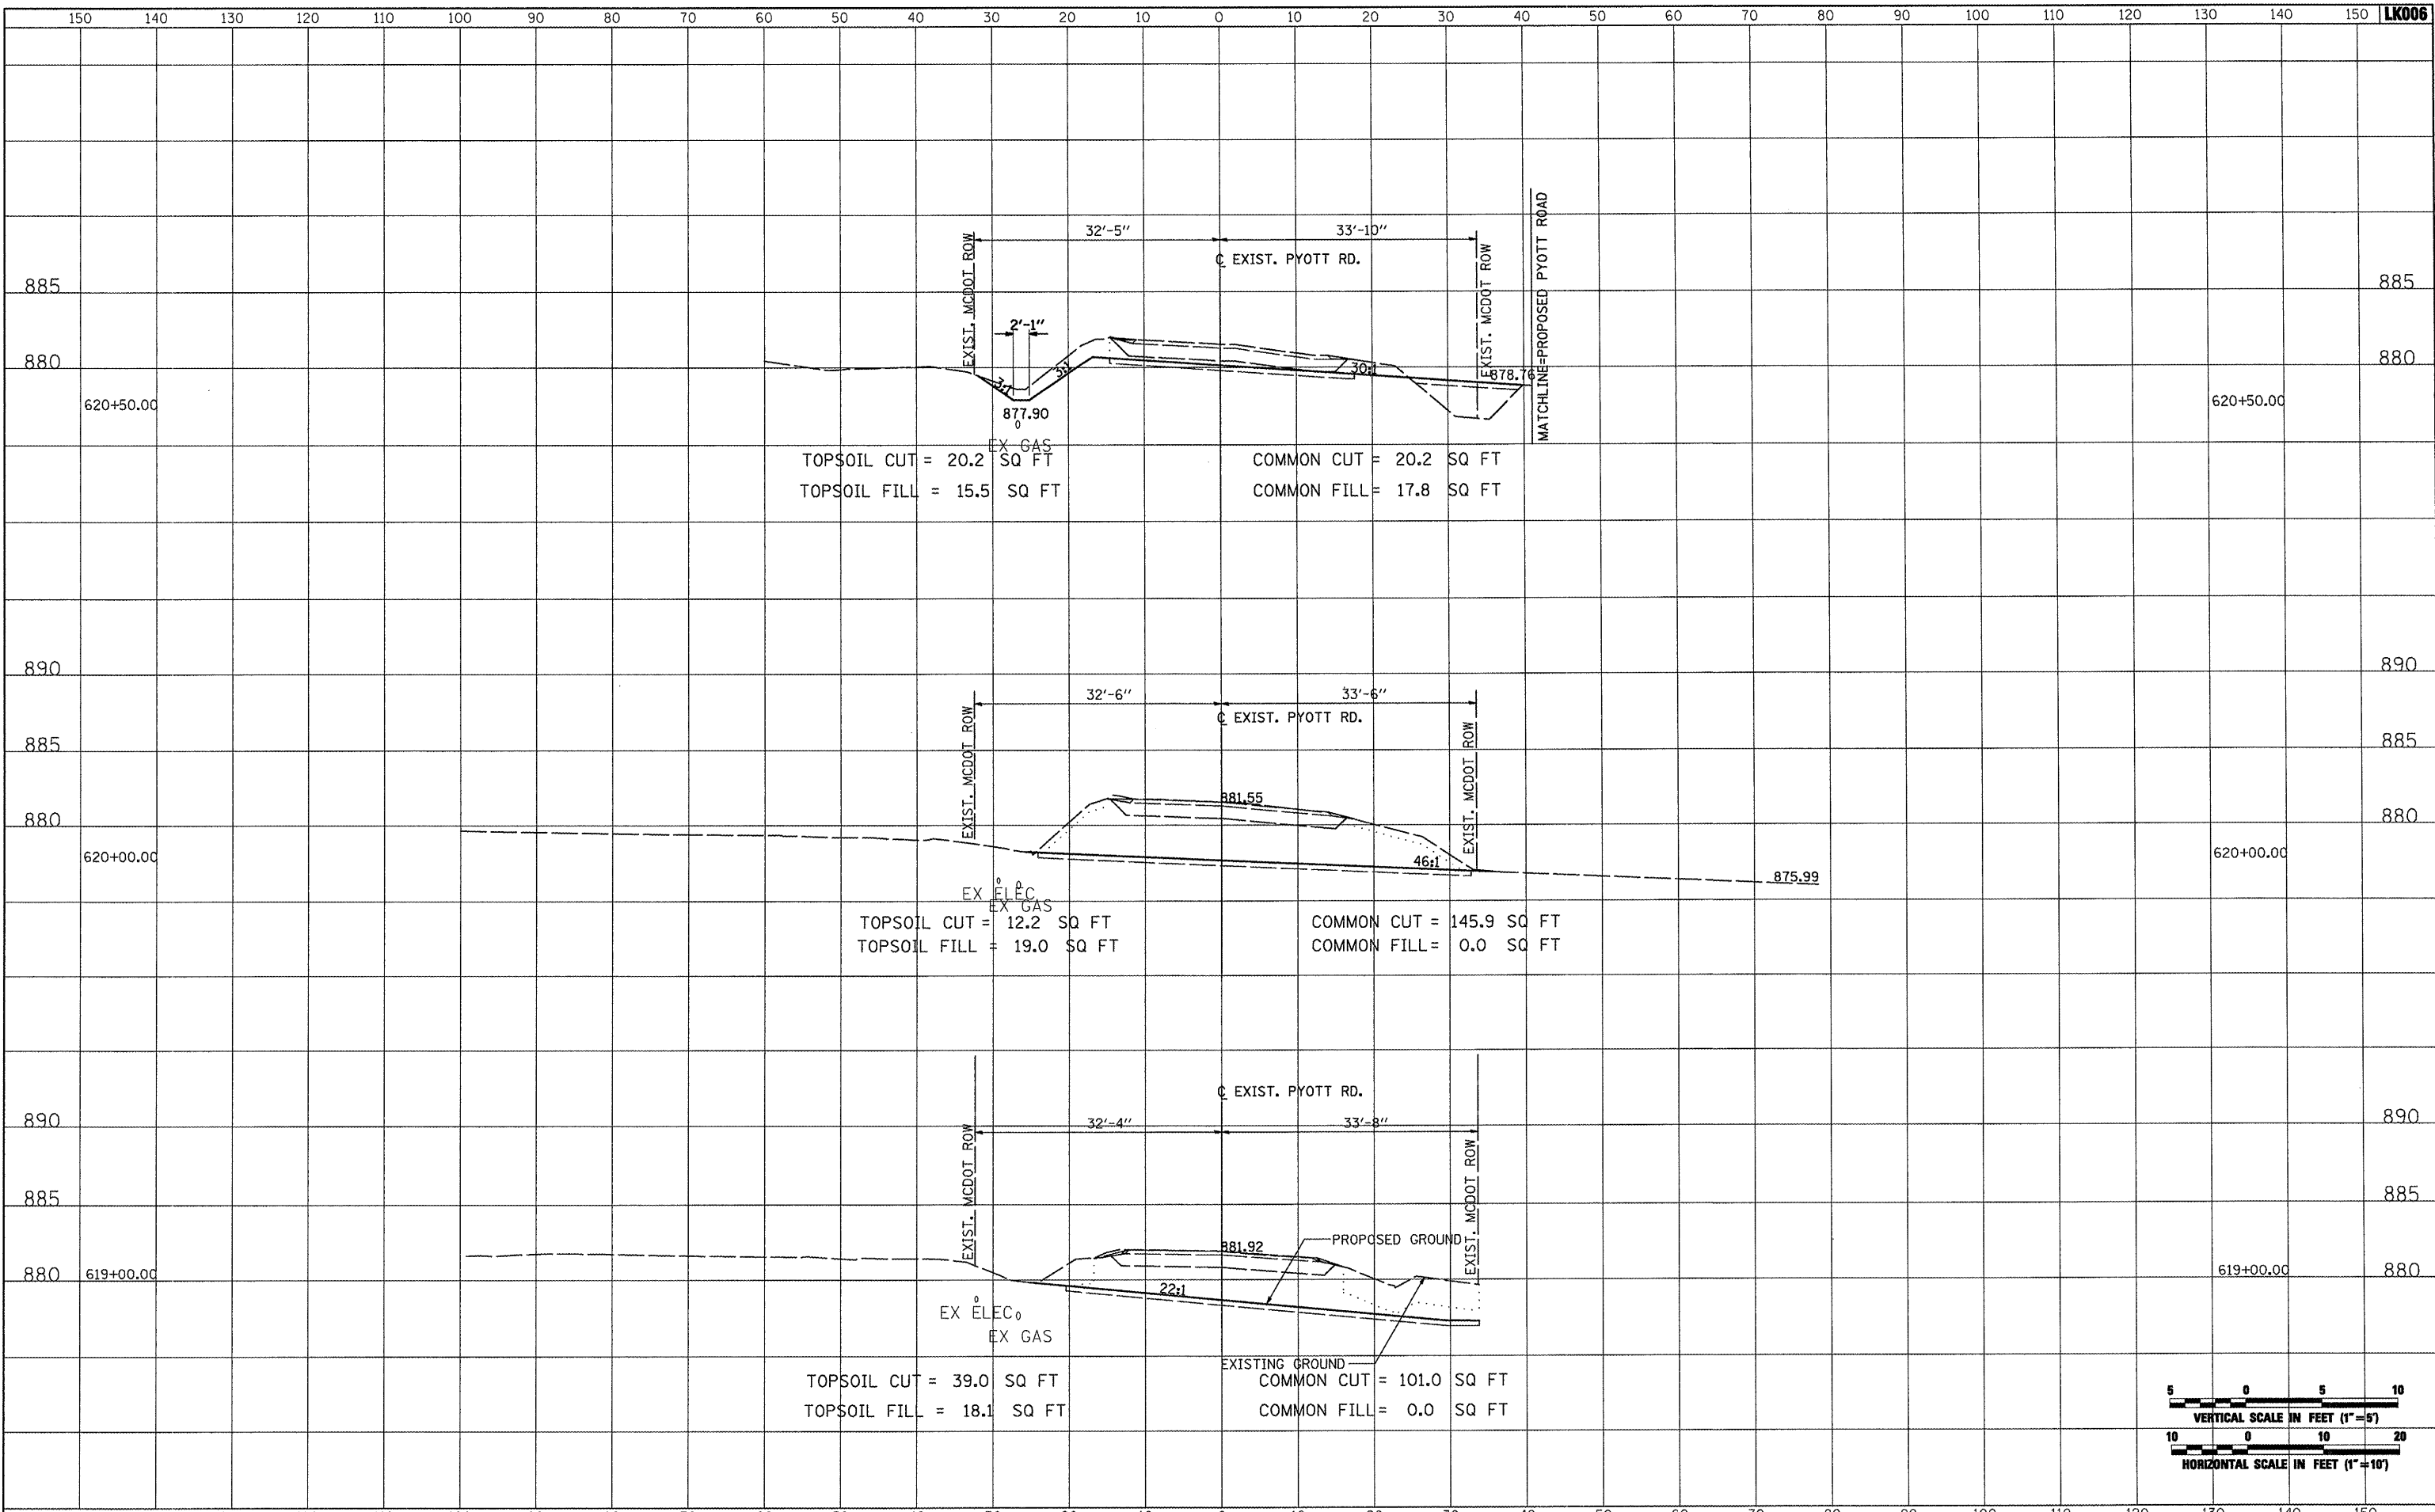 150 140 130 120 110 100 90 80 70 60 50 40 30 20 10 0 10 20 30 40 50 60 70 80 90 100 110 120 130 140 150 LK006
32'-5" 33'-10"
℄ EXIST. PYOTT RD.
EXIST. MCDOT ROW
EXIST. MCDOT ROW
MATCHLINE=PROPOSED PYOTT ROAD
885 885
2'-1"
880 880
3:1 3:1 30:1 878.76
620+50.00 877.90 620+50.00
EX GAS
TOPSOIL CUT = 20.2 SQ FT COMMON CUT = 20.2 SQ FT
TOPSOIL FILL = 15.5 SQ FT COMMON FILL= 17.8 SQ FT
890 890
32'-6" 33'-6"
℄ EXIST. PYOTT RD.
EXIST. MCDOT ROW
EXIST. MCDOT ROW
885 885
881.55
880 880
620+00.00 46:1 620+00.00
875.99
EX ELEC
EX GAS
TOPSOIL CUT = 12.2 SQ FT COMMON CUT = 145.9 SQ FT
TOPSOIL FILL = 19.0 SQ FT COMMON FILL= 0.0 SQ FT
℄ EXIST. PYOTT RD.
890 890
32'-4" 33'-8"
EXIST. MCDOT ROW
EXIST. MCDOT ROW
885 885
PROPOSED GROUND
881.92
880 619+00.00 619+00.00 880
22:1
EX ELEC
EX GAS
EXISTING GROUND
TOPSOIL CUT = 39.0 SQ FT COMMON CUT = 101.0 SQ FT
TOPSOIL FILL = 18.1 SQ FT COMMON FILL= 0.0 SQ FT
5 0 5 10
VERTICAL SCALE IN FEET (1"=5')
10 0 10 20
HORIZONTAL SCALE IN FEET (1"=10')